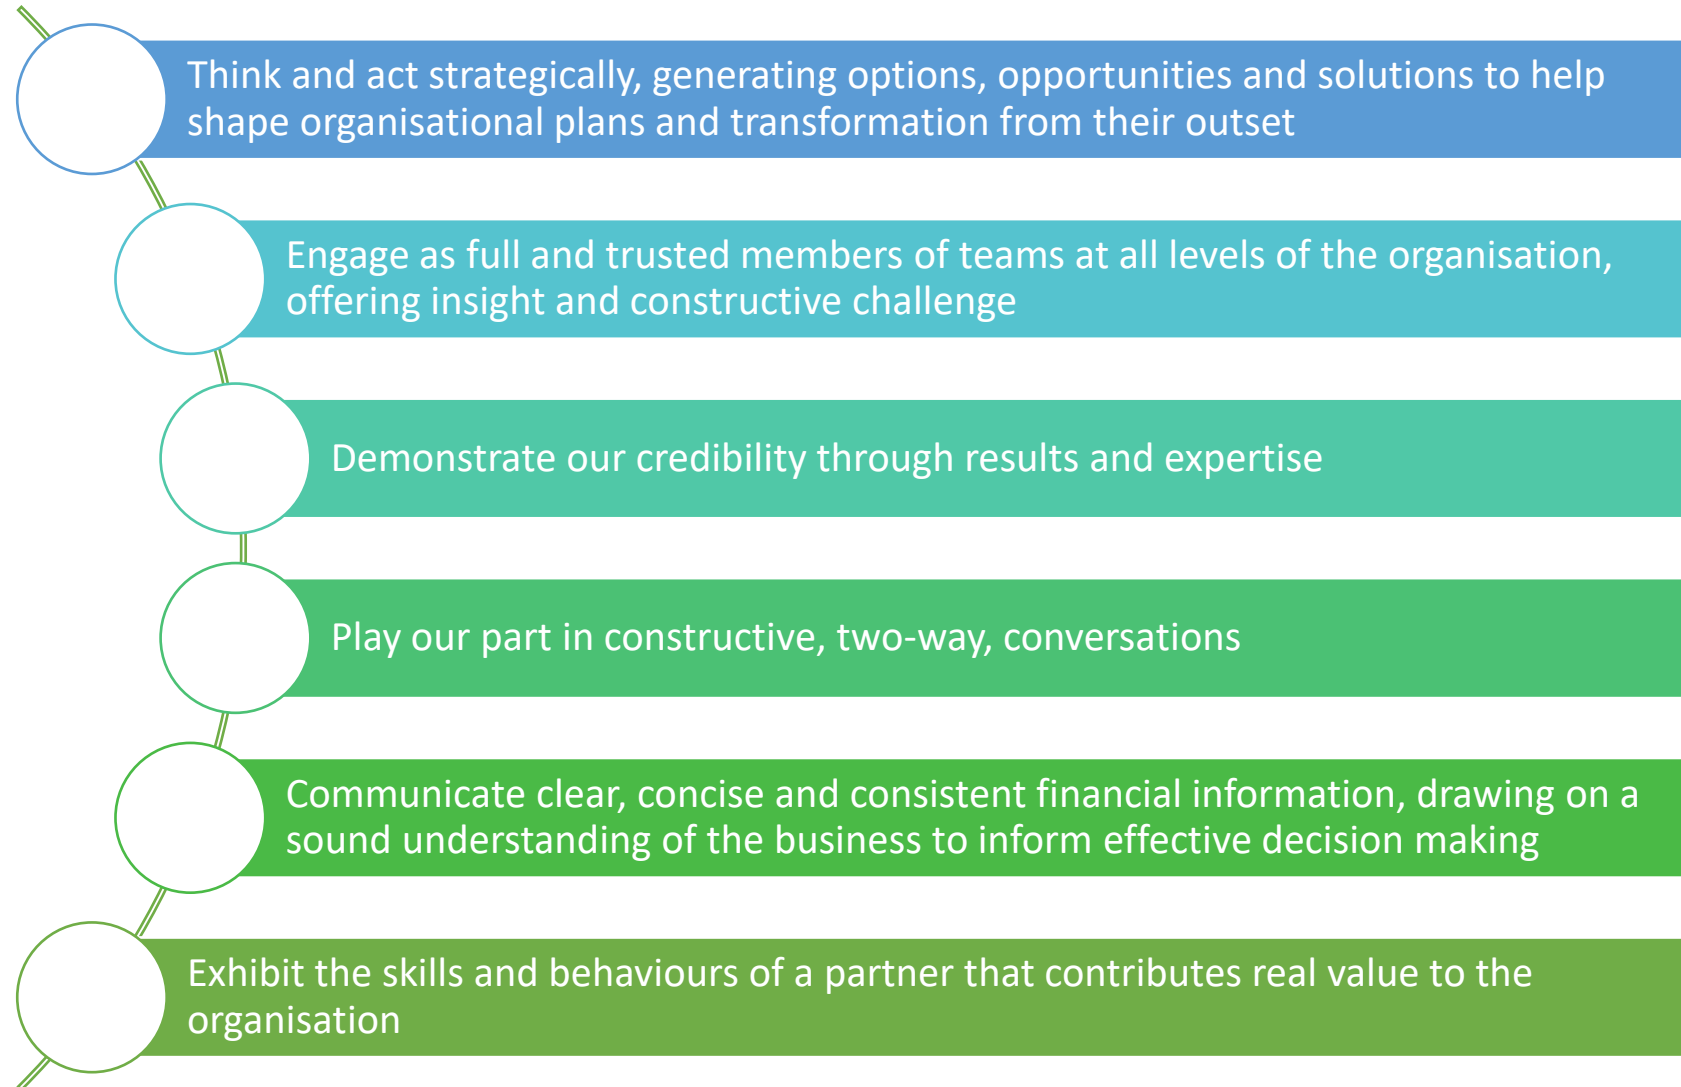 Think and act strategically, generating options, opportunities and solutions to help
shape organisational plans and transformation from their outset
Engage as full and trusted members of teams at all levels of the organisation,
offering insight and constructive challenge
Demonstrate our credibility through results and expertise
Play our part in constructive, two-way, conversations
Communicate clear, concise and consistent financial information, drawing on a
sound understanding of the business to inform effective decision making
Exhibit the skills and behaviours of a partner that contributes real value to the
organisation